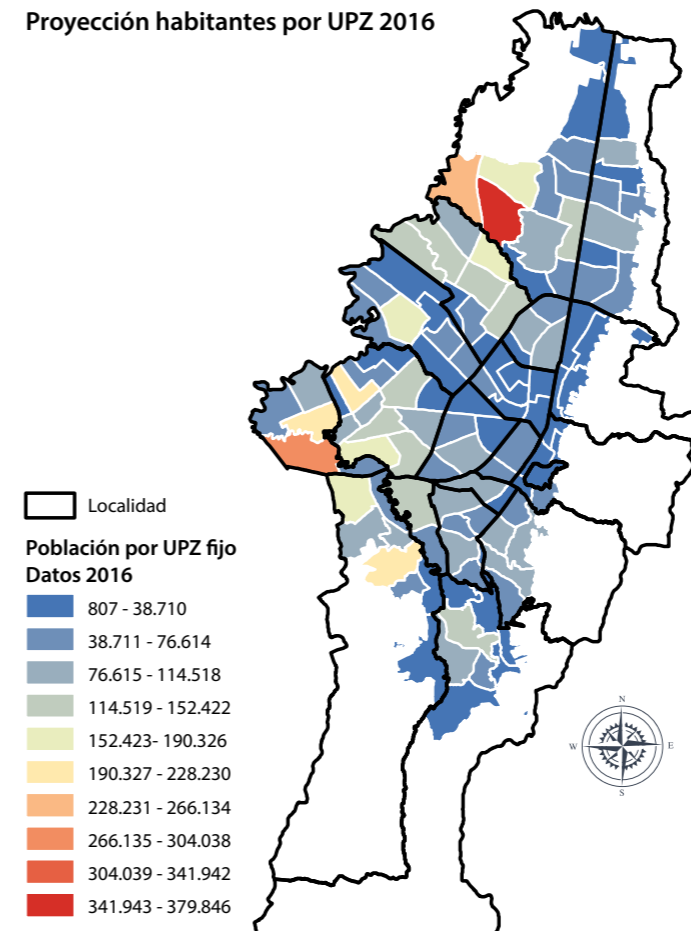 Proyección habitantes por UPZ 2016
Localidad
Población por UPZ fijo
Datos 2016
807 - 38.710
38.711 - 76.614
76.615 - 114.518
114.519 - 152.422
152.423- 190.326
190.327 - 228.230
228.231 - 266.134
266.135 - 304.038
304.039 - 341.942
341.943 - 379.846
N
W E
S